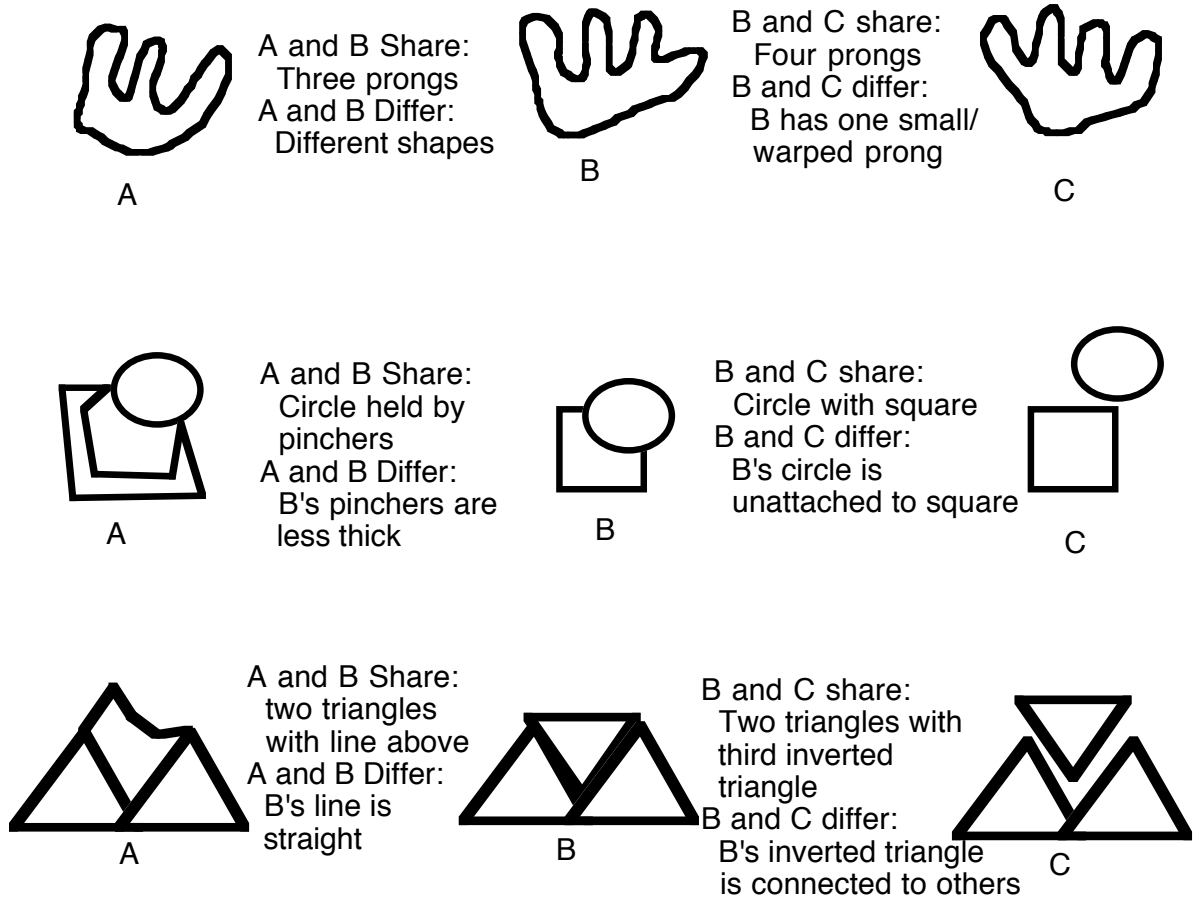 A and B Share:
Three prongs
A and B Differ:
Different shapes
B and C share:
Four prongs
B and C differ:
B has one small/
warped prong
A
B
C
A and B Share:
Circle held by
pinchers
A and B Differ:
B's pinchers are
less thick
B and C share:
Circle with square
B and C differ:
B's circle is
unattached to square
A
B
C
A and B Share:
two triangles
with line above
A and B Differ:
B's line is
straight
B and C share:
Two triangles with
third inverted
triangle
B and C differ:
B's inverted triangle
is connected to others
A
B
C